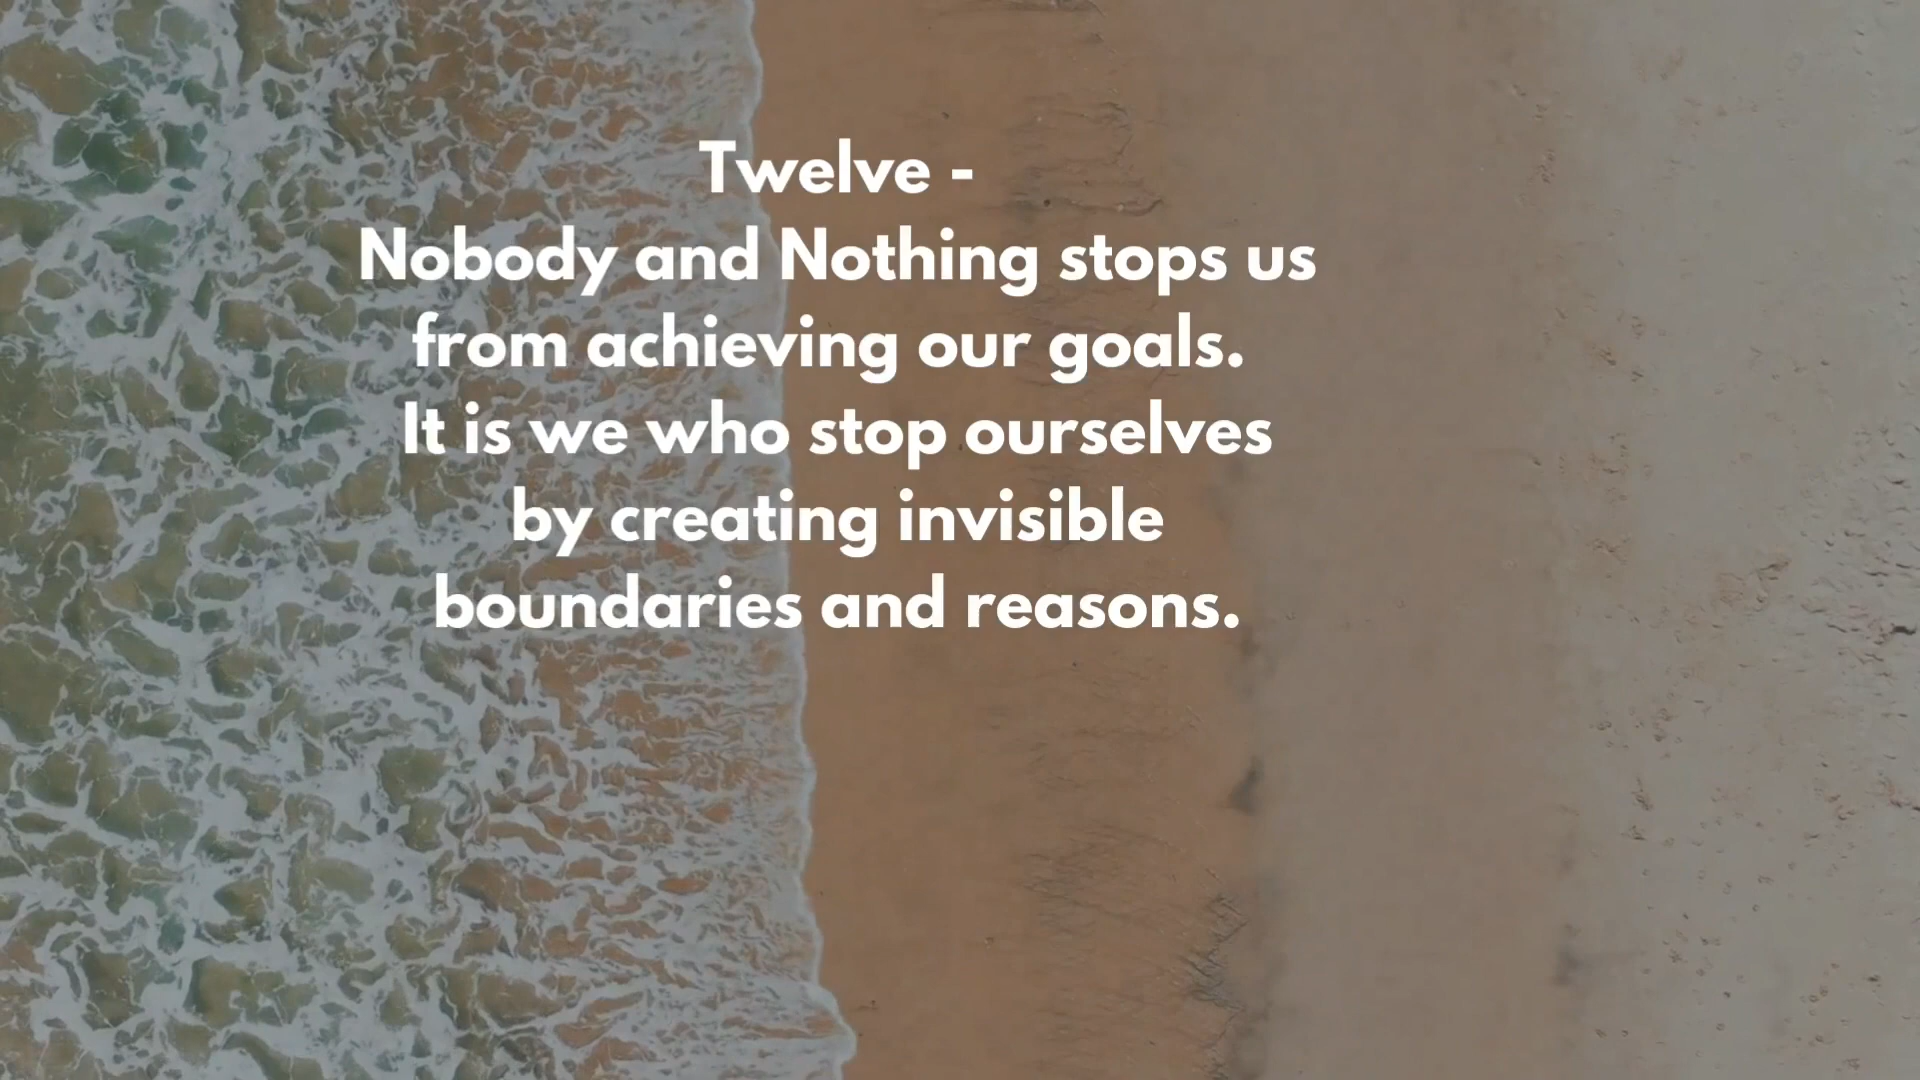 Twelve -
Nobody and Nothing stops us
from achieving our goals.
It is we who stop ourselves
by creating invisible
boundaries and reasons.